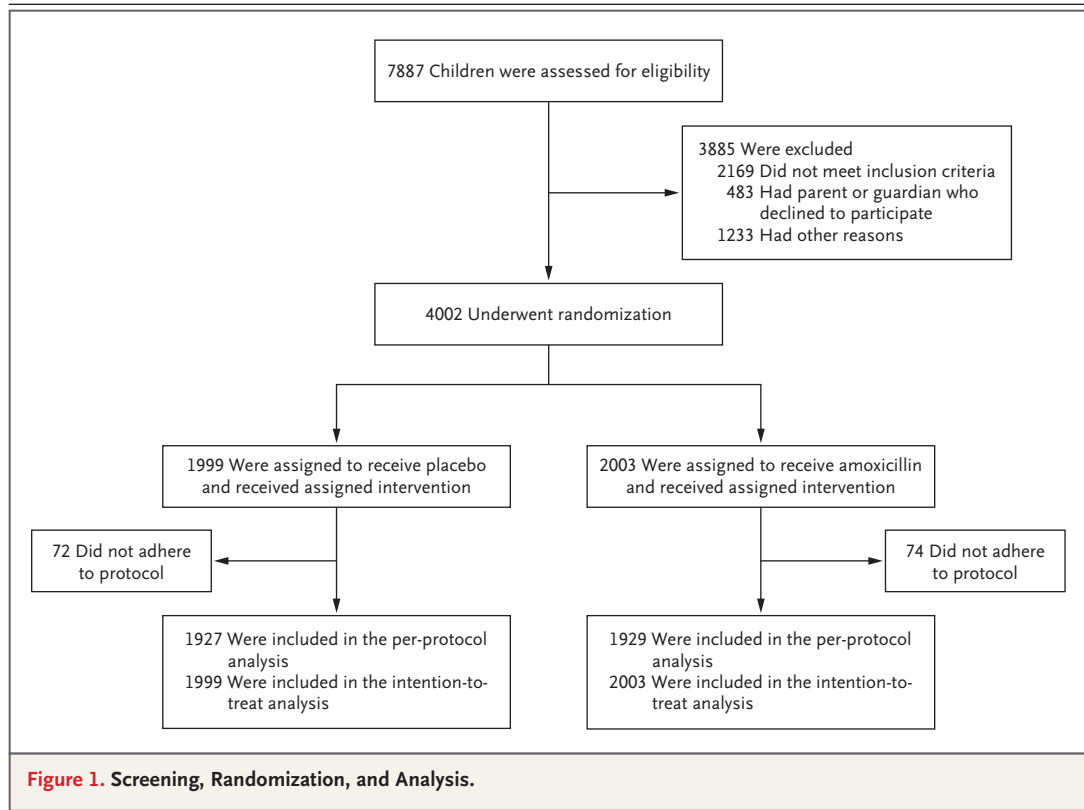 7887 Children were assessed for eligibility
3885 Were excluded
2169 Did not meet inclusion criteria
483 Had parent or guardian who
declined to participate
1233 Had other reasons
4002 Underwent randomization
1999 Were assigned to receive placebo
and received assigned intervention
2003 Were assigned to receive amoxicillin
and received assigned intervention
72 Did not adhere
to protocol
74 Did not adhere
to protocol
1927 Were included in the per-protocol
analysis
1999 Were included in the intention-to-
treat analysis
1929 Were included in the per-protocol
analysis
2003 Were included in the intention-to-
treat analysis
Figure 1. Screening, Randomization, and Analysis.